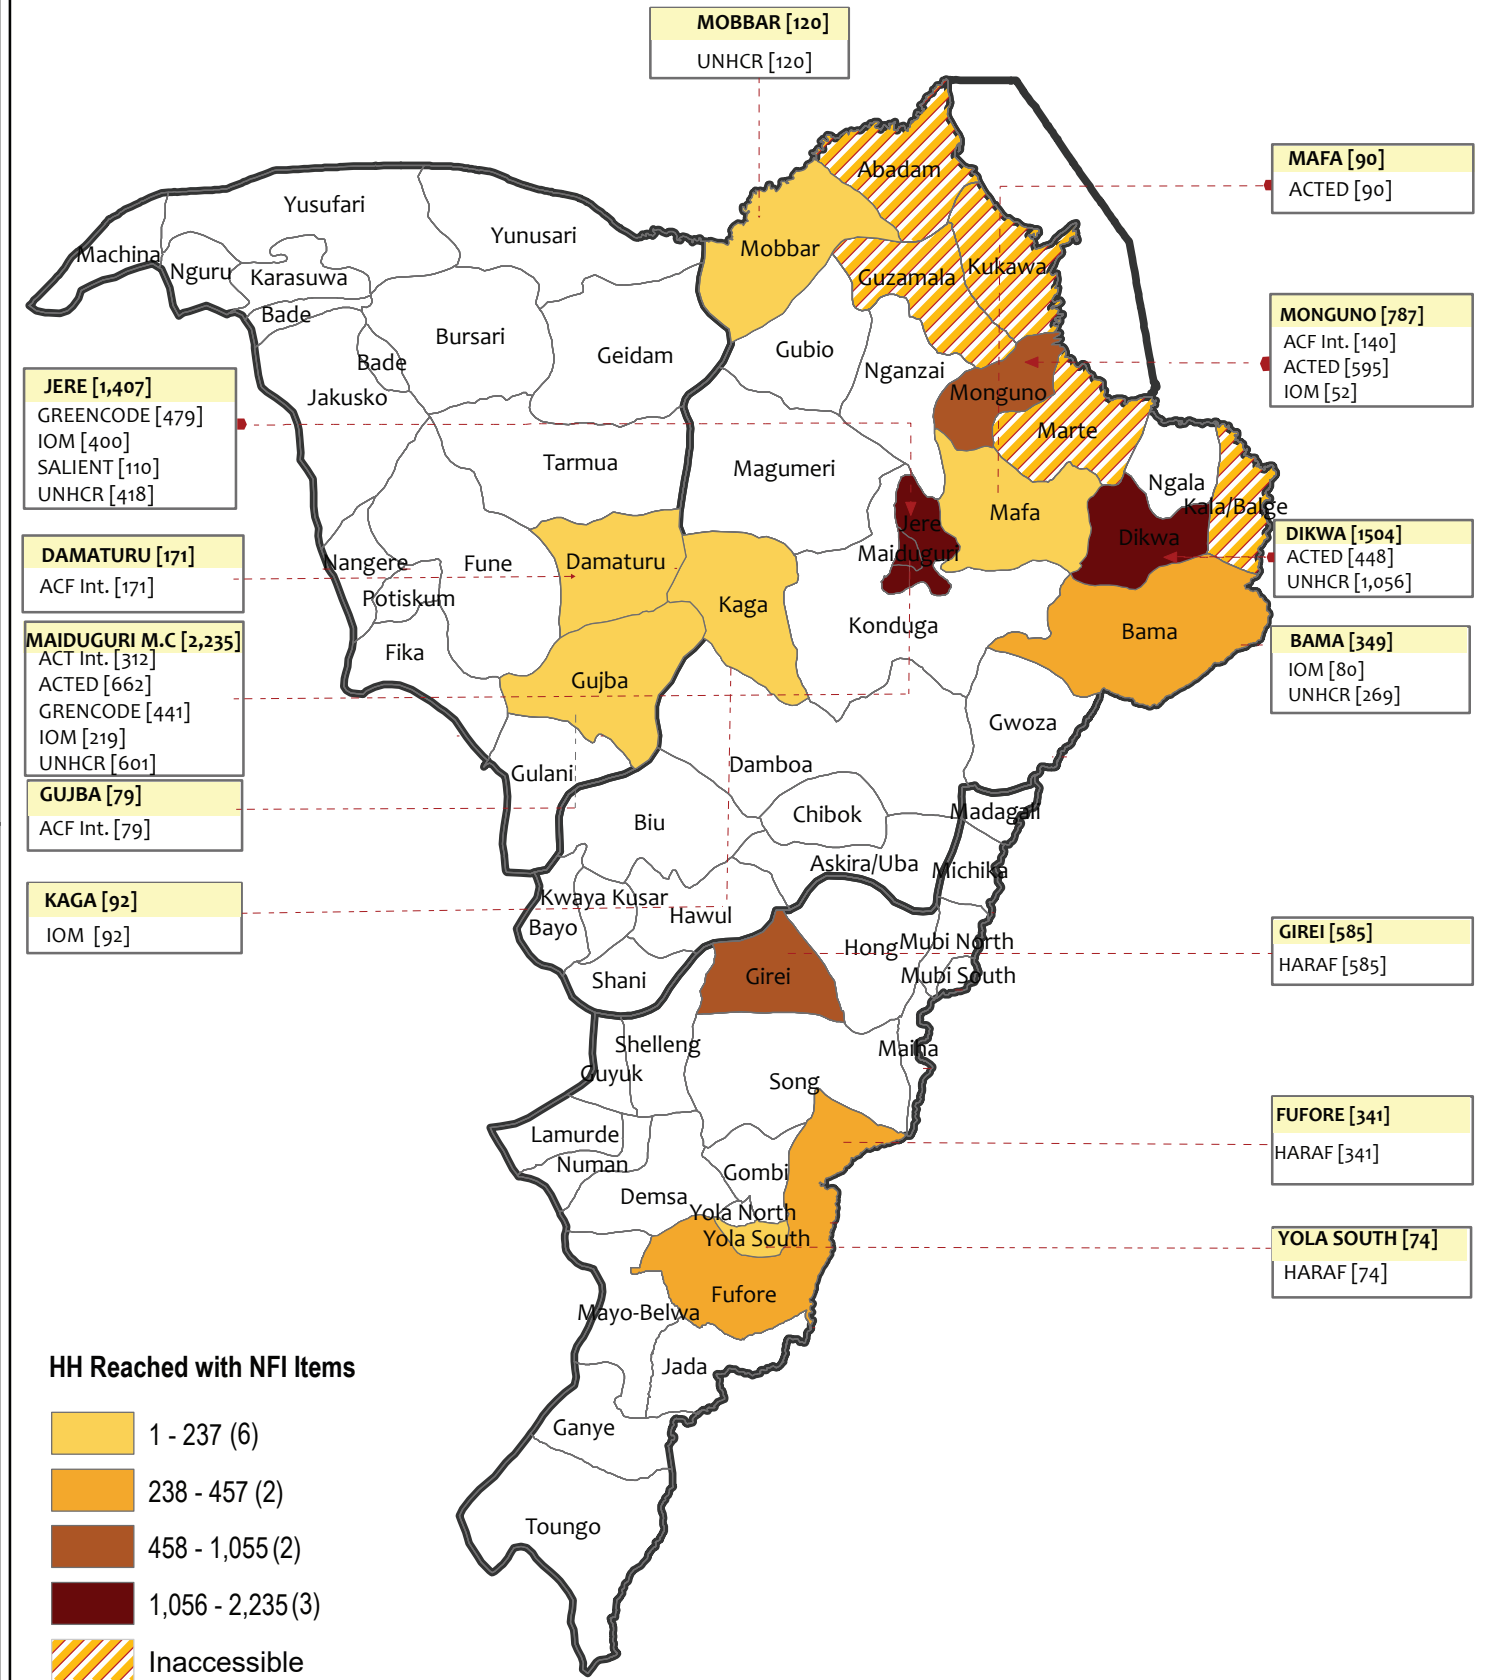 MOBBAR [120]
UNHCR [120]
MAFA [90]
ACTED [90]
MONGUNO [787]
ACF Int. [140]
ACTED [595]
IOM [52]
JERE [1,407]
GREENCODE [479]
IOM [400]
SALIENT [110]
UNHCR [418]
DAMATURU [171]
ACF Int. [171]
DIKWA [1504]
ACTED [448]
UNHCR [1,056]
MAIDUGURI M.C [2,235]
ACT Int. [312]
ACTED [662]
GRENCODE [441]
IOM [219]
UNHCR [601]
BAMA [349]
IOM [80]
UNHCR [269]
GUJBA [79]
ACF Int. [79]
KAGA [92]
IOM [92]
GIREI [585]
HARAF [585]
FUFORE [341]
HARAF [341]
YOLA SOUTH [74]
HARAF [74]
Abadam
Yusufari
Yunusari
Mobbar
Machina
Nguru
Karasuwa
Guzamala
Kukawa
Bade
Bursari
Geidam
Gubio
Bade
Nganzai
Jakusko
Monguno
Marte
Tarmua
Magumeri
Ngala
Kala/Balge
Mafa
Jere
Dikwa
Maiduguri
Nangere
Fune
Damaturu
Potiskum
Kaga
Konduga
Bama
Fika
Gujba
Gwoza
Gulani
Damboa
Biu
Chibok
Madagali
Askira/Uba
Michika
Kwaya Kusar
Bayo
Hawul
Hong
Mubi North
Mubi South
Shani
Girei
Shelleng
Maiha
Guyuk
Song
Lamurde
Numan
Gombi
Demsa
Yola North
Yola South
Fufore
Mayo-Belwa
Jada
Ganye
Toungo
HH Reached with NFI Items
1 - 237 (6)
238 - 457 (2)
458 - 1,055 (2)
1,056 - 2,235 (3)
Inaccessible